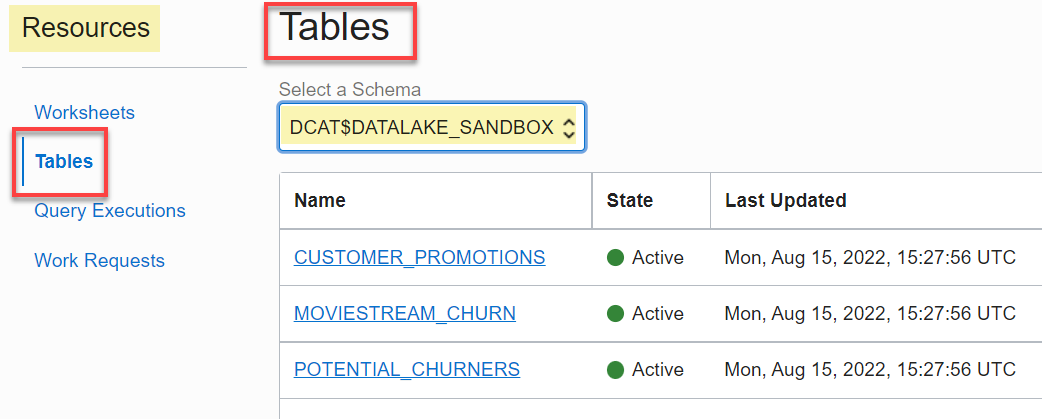 Resources
Worksheets
Tables
Query Executions
Work Requests
Tables
Select a Schema
DCAT$DATALAKE_SANDBOX
Name State Last Updated
CUSTOMER_PROMOTIONS Active Mon, Aug 15, 2022, 15:27:56 UTC
MOVIESTREAM_CHURN Active Mon, Aug 15, 2022, 15:27:56 UTC
POTENTIAL_CHURNERS Active Mon, Aug 15, 2022, 15:27:56 UTC